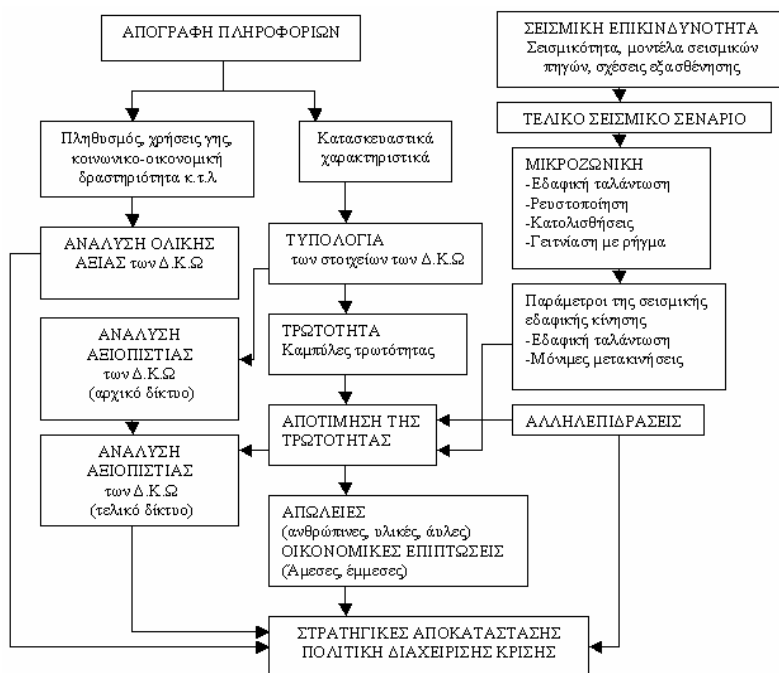 ΑΠΟΓΡΑΦΗ ΠΛΗΡΟΦΟΡΙΩΝ
ΣΕΙΣΜΙΚΗ ΕΠΙΚΙΝΔΥΝΟΤΗΤΑ
Σεισμικότητα, μοντέλα σεισμικών
πηγών, σχέσεις εξασθένησης
ΤΕΛΙΚΟ ΣΕΙΣΜΙΚΟ ΣΕΝΑΡΙΟ
Πληθυσμός, χρήσεις γης,
κοινωνικο-οικονομική
δραστηριότητα κ.τ.λ
Κατασκευαστικά
χαρακτηριστικά
ΜΙΚΡΟΖΩΝΙΚΗ
-Εδαφική ταλάντωση
-Ρευστοποίηση
-Κατολισθήσεις
-Γειτνίαση με ρήγμα
ΑΝΑΛΥΣΗ ΟΛΙΚΗΣ
ΑΞΙΑΣ των Δ.Κ.Ω
ΤΥΠΟΛΟΓΙΑ
των στοιχείων των Δ.Κ.Ω
Παράμετροι της σεισμικής
εδαφικής κίνησης
-Εδαφική ταλάντωση
-Μόνιμες μετακινήσεις
ΑΝΑΛΥΣΗ
ΑΞΙΟΠΙΣΤΙΑΣ
των Δ.Κ.Ω
(αρχικό δίκτυο)
ΤΡΩΤΟΤΗΤΑ
Καμπύλες τρωτότητας
ΑΠΟΤΙΜΗΣΗ ΤΗΣ
ΤΡΩΤΟΤΗΤΑΣ
ΑΛΛΗΛΕΠΙΔΡΑΣΕΙΣ
ΑΝΑΛΥΣΗ
ΑΞΙΟΠΙΣΤΙΑΣ
των Δ.Κ.Ω
(τελικό δίκτυο)
ΑΠΩΛΕΙΕΣ
(ανθρώπινες, υλικές, άυλες)
ΟΙΚΟΝΟΜΙΚΕΣ ΕΠΙΠΤΩΣΕΙΣ
(Άμεσες, έμμεσες)
ΣΤΡΑΤΗΓΙΚΕΣ ΑΠΟΚΑΤΑΣΤΑΣΗΣ
ΠΟΛΙΤΙΚΗ ΔΙΑΧΕΙΡΙΣΗΣ ΚΡΙΣΗΣ